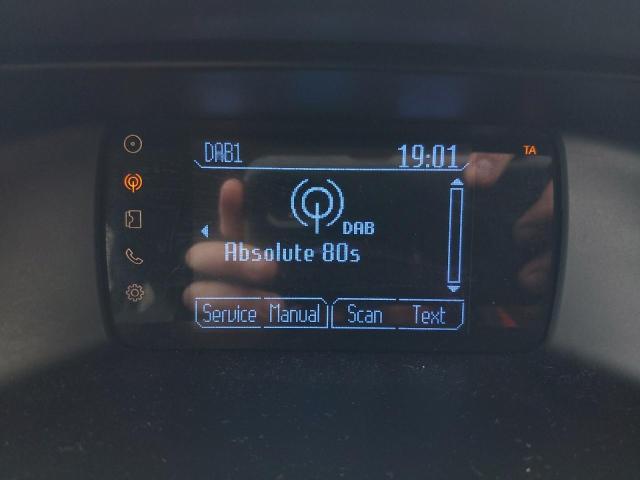 DAB1 19:01 TA
DAB
Absolute 80s
Service Manual Scan Text